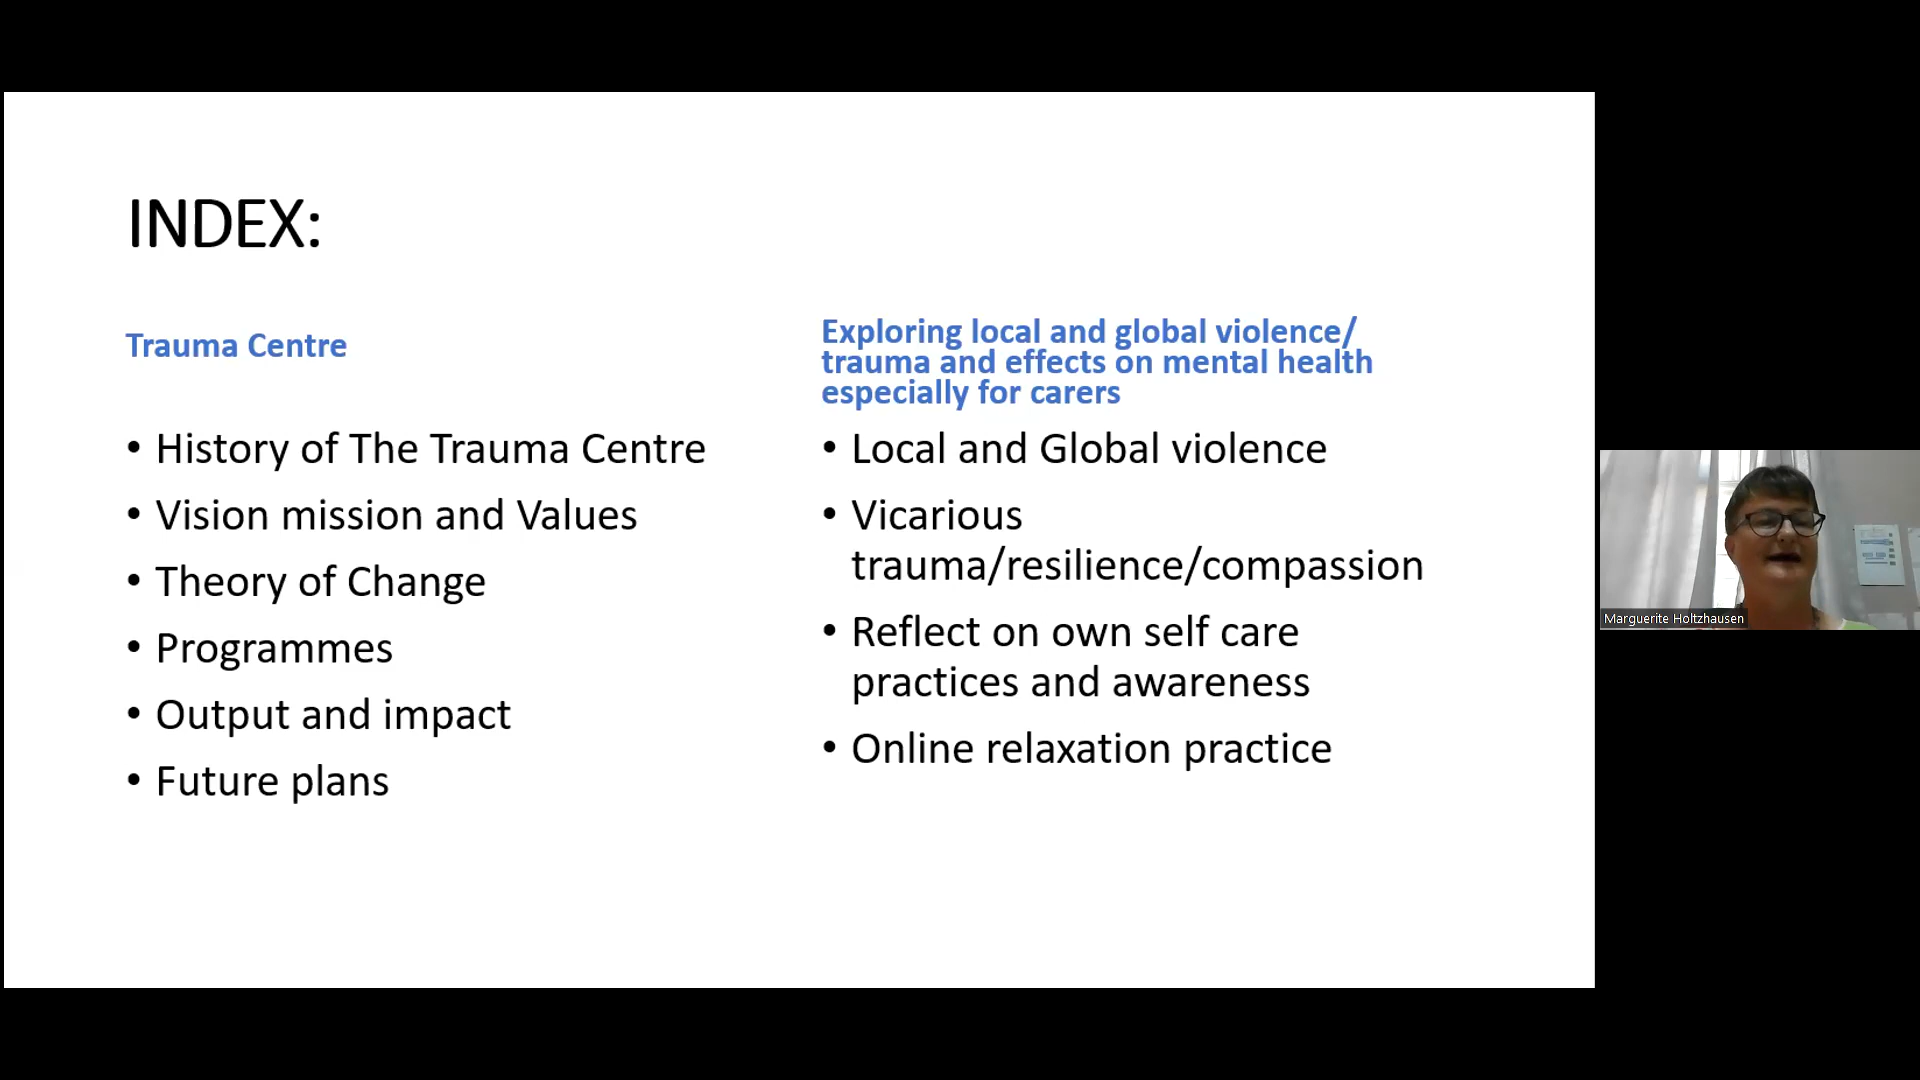 INDEX:
Trauma Centre
• History of The Trauma Centre
• Vision mission and Values
• Theory of Change
• Programmes
• Output and impact
• Future plans
Exploring local and global violence/
trauma and effects on mental health
especially for carers
• Local and Global violence
• Vicarious
trauma/resilience/compassion
• Reflect on own self care
practices and awareness
• Online relaxation practice
Marguerite Holtzhausen